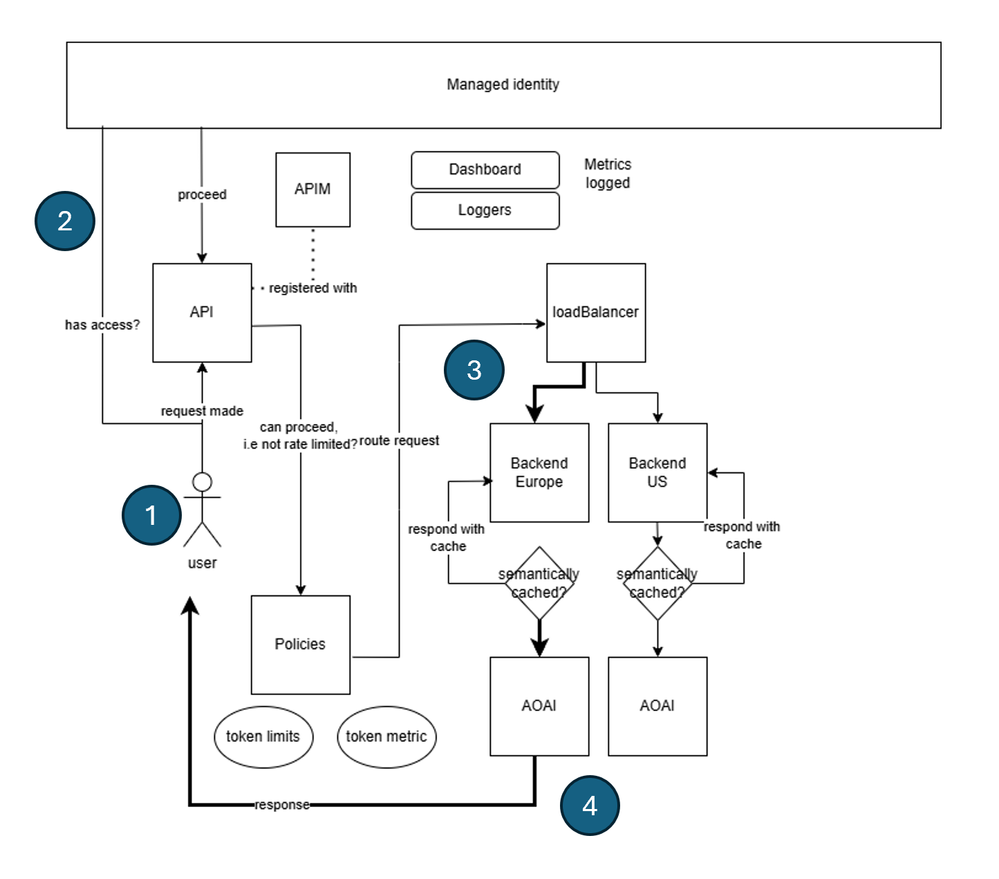 Managed identity
proceed
APIM
Dashboard
Loggers
Metrics
logged
2
registered with
API
loadBalancer
has access?
3
request made
can proceed,
i.e not rate limited?
route request
Backend
Europe
Backend
US
1
respond with
cache
respond with
cache
user
semantically
cached?
semantically
cached?
Policies
AOAI
AOAI
token limits
token metric
response
4